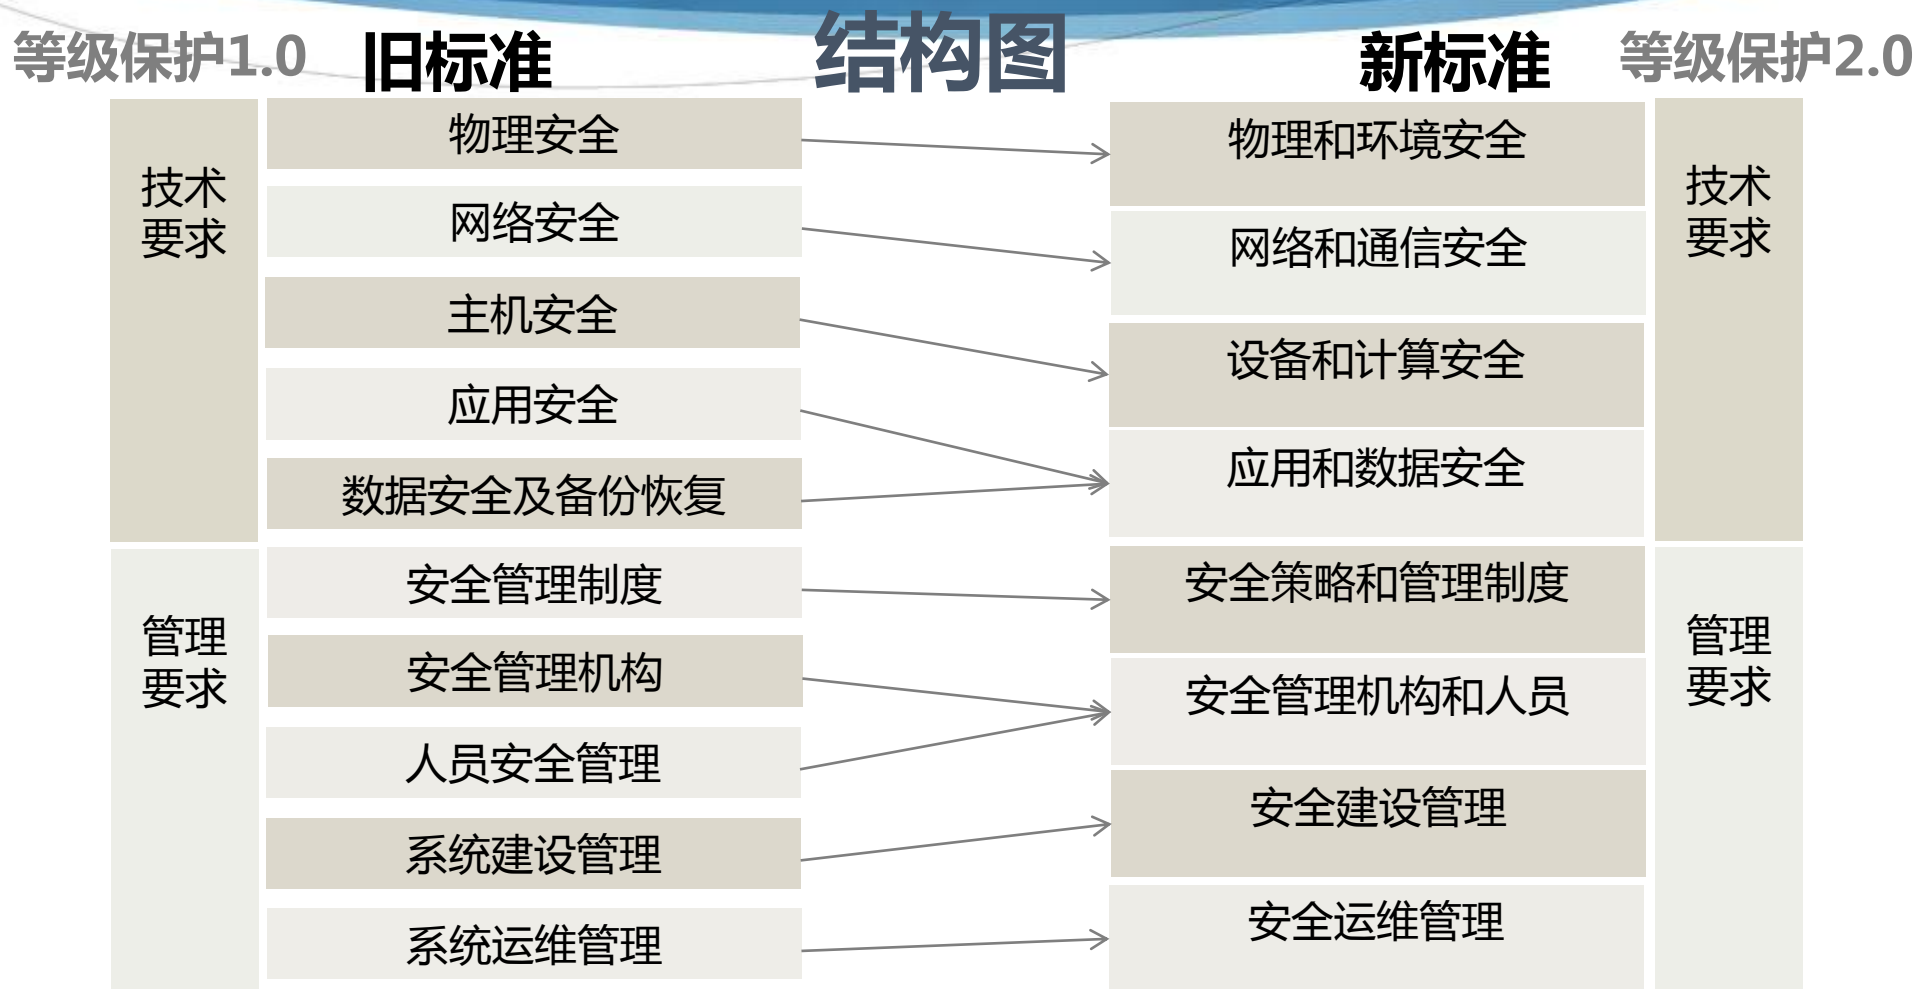 等级保护1.0 旧标准 结构图 新标准 等级保护2.0
技术
要求
物理安全
网络安全
主机安全
应用安全
数据安全及备份恢复
管理
要求
安全管理制度
安全管理机构
人员安全管理
系统建设管理
系统运维管理
物理和环境安全
网络和通信安全
设备和计算安全
应用和数据安全
技术
要求
安全策略和管理制度
安全管理机构和人员
安全建设管理
安全运维管理
管理
要求